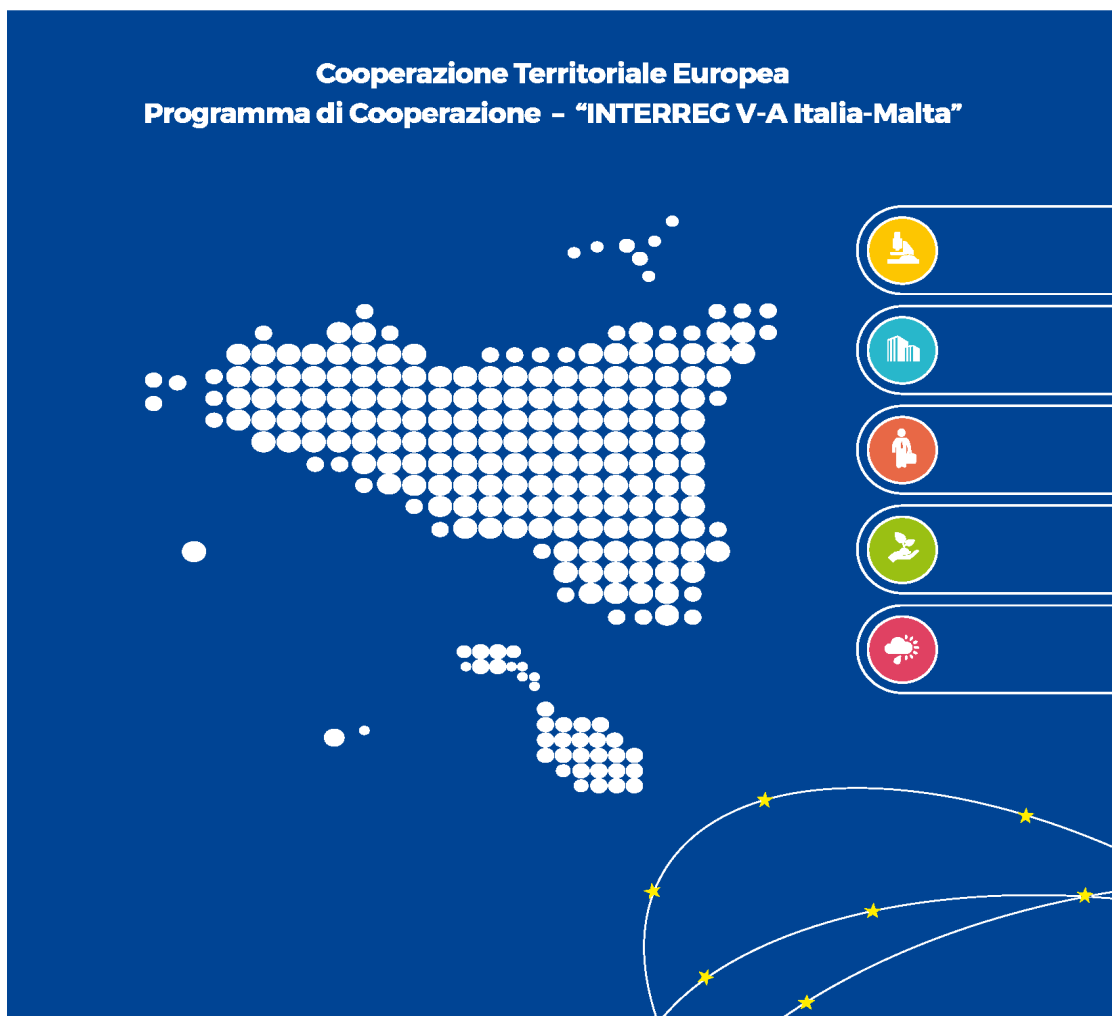 Cooperazione Territoriale Europea
Programma di Cooperazione – “INTERREG V-A Italia-Malta”